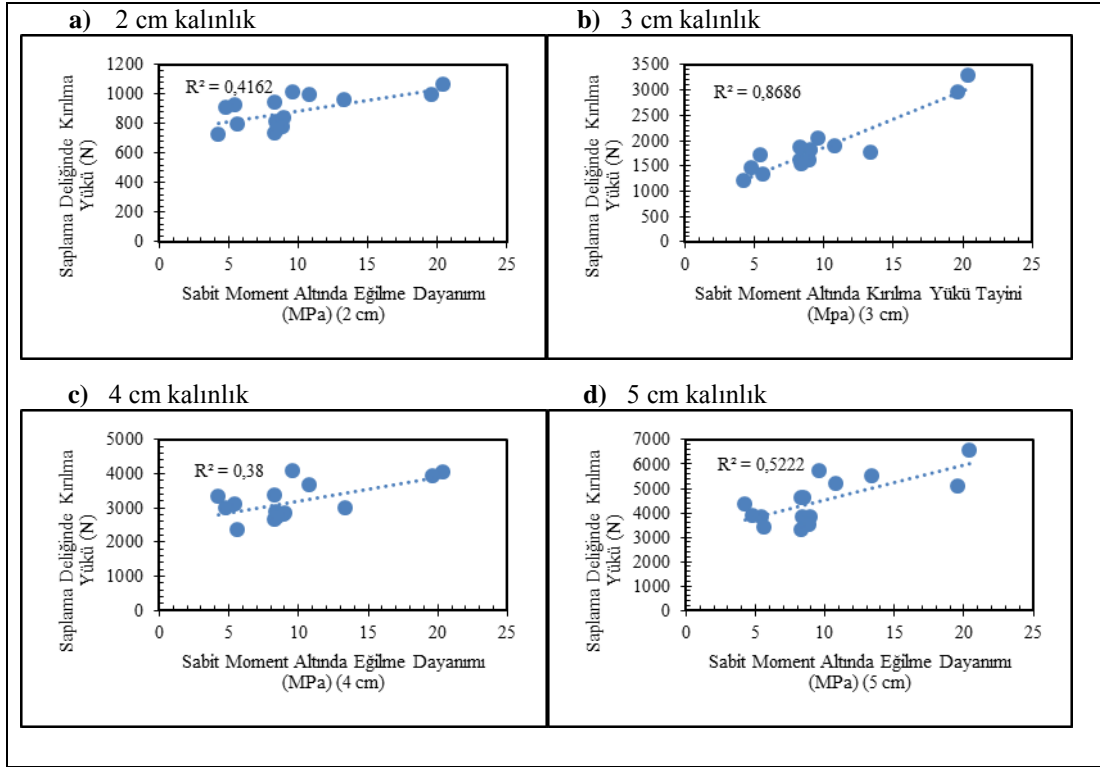 a) 2 cm kalınlık
b) 3 cm kalınlık
Saplama Deliğinde Kırılma
Yükü (N)
1200
1000
800
600
400
200
0
R² = 0,4162
0 5 10 15 20 25
Sabit Moment Altında Eğilme Dayanımı
(MPa) (2 cm)
Saplama Deliğinde Kırılma
Yükü (N)
3500
3000
2500
2000
1500
1000
500
0
R² = 0,8686
0 5 10 15 20 25
Sabit Moment Altında Kırılma Yükü Tayini
(Mpa) (3 cm)
c) 4 cm kalınlık
d) 5 cm kalınlık
Saplama Deliğinde Kırılma
Yükü (N)
5000
4000
3000
2000
1000
0
R² = 0,38
0 5 10 15 20 25
Sabit Moment Altında Eğilme Dayanımı
(MPa) (4 cm)
Saplama Deliğinde Kırılma
Yükü (N)
7000
6000
5000
4000
3000
2000
1000
0
R² = 0,5222
0 5 10 15 20 25
Sabit Moment Altında Eğilme Dayanımı
(MPa) (5 cm)